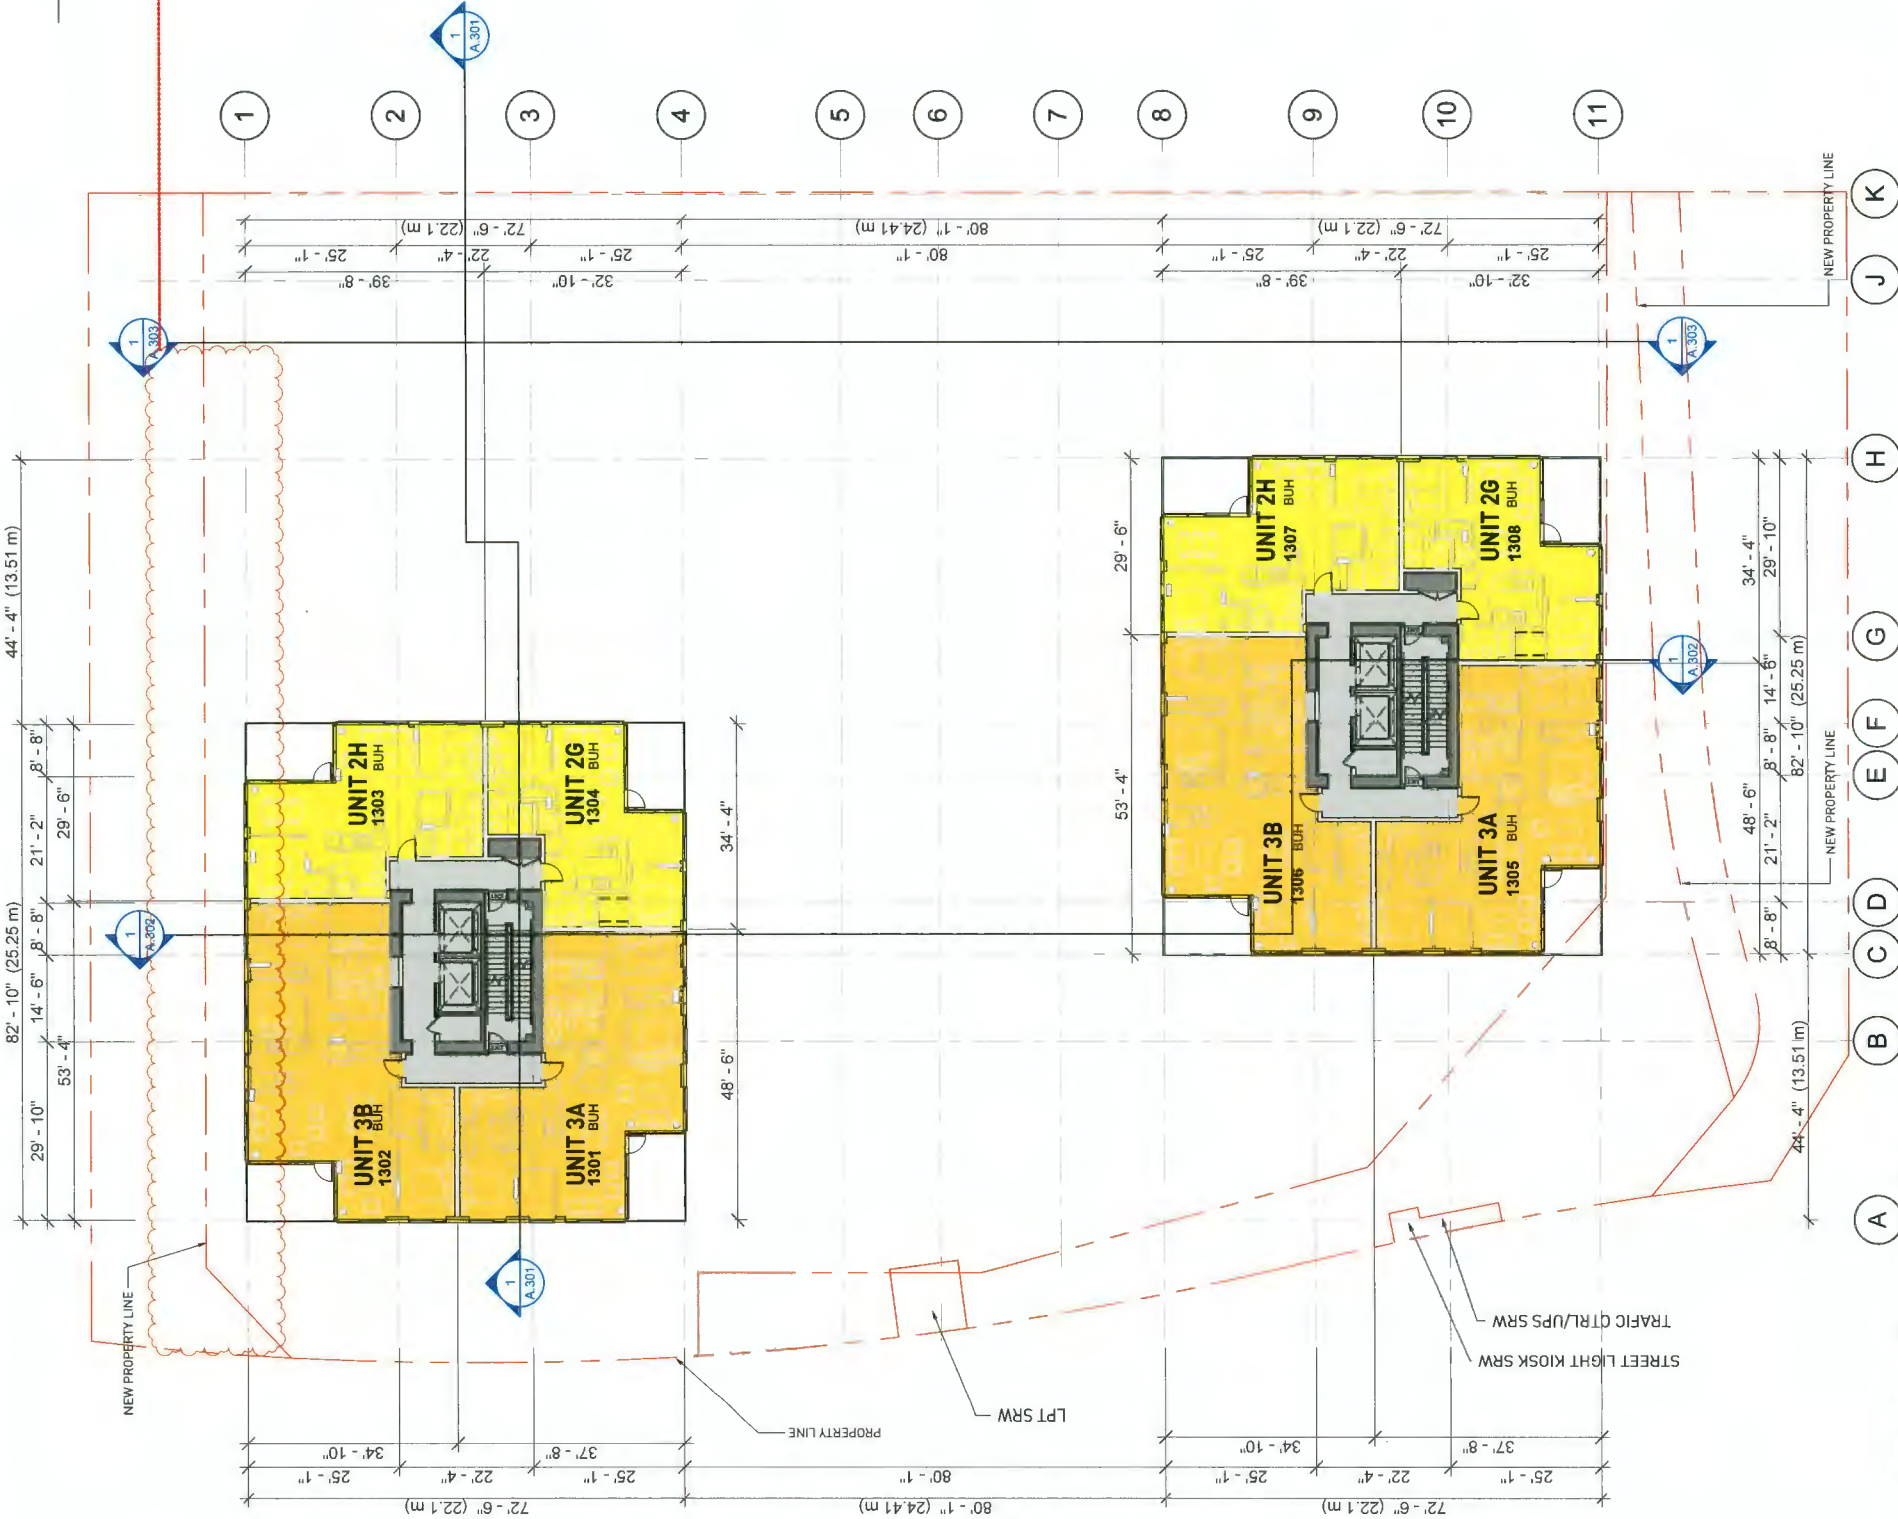 1
A.301
1
2
3
4
5
6
7
8
9
10
11
K
J
H
G
F
E
D
C
B
A
1
A.303
1
A.302
1
A.301
1
A.303
1
A.302
44' - 4" (13.51 m)
82' - 10" (25.25 m)
8' - 8"
21' - 2"
8' - 8"
14' - 6"
29' - 10"
29' - 6"
53' - 4"
72' - 6" (22.1 m)
25' - 1"
22' - 4"
25' - 1"
39' - 8"
32' - 10"
80' - 1" (24.41 m)
80' - 1"
72' - 6" (22.1 m)
25' - 1"
22' - 4"
25' - 1"
39' - 8"
32' - 10"
UNIT 2H
1303 BUH
UNIT 2G
1304 BUH
UNIT 3B
1302 BUH
UNIT 3A
1301 BUH
34' - 4"
48' - 6"
29' - 6"
53' - 4"
UNIT 2H
1307 BUH
UNIT 2G
1308 BUH
UNIT 3B
1306 BUH
UNIT 3A
1305 BUH
34' - 4"
48' - 6"
29' - 10"
14' - 6"
8' - 8"
21' - 2"
8' - 8"
82' - 10" (25.25 m)
44' - 4" (13.51 m)
NEW PROPERTY LINE
NEW PROPERTY LINE
NEW PROPERTY LINE
PROPERTY LINE
LPT SRW
STREET LIGHT KIOSK SRW
TRAFIC CTRL/UPS SRW
34' - 10"
37' - 8"
25' - 1"
22' - 4"
25' - 1"
72' - 6" (22.1 m)
80' - 1"
80' - 1" (24.41 m)
34' - 10"
37' - 8"
25' - 1"
22' - 4"
25' - 1"
72' - 6" (22.1 m)